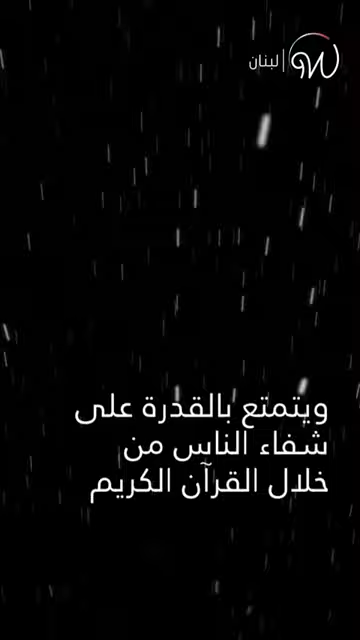 لبنان
ويتمتع بالقدرة على
شفاء الناس من
خلال القرآن الكريم